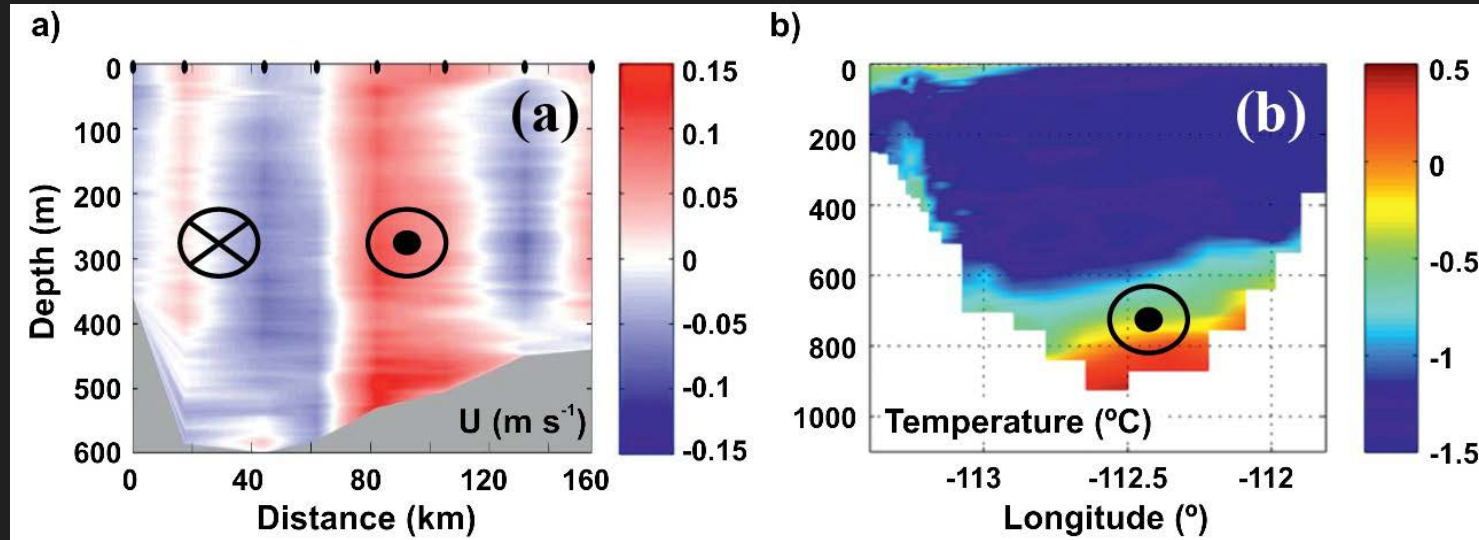 a)
(a)
0
100
200
300
400
500
600
Depth (m)
0 40 80 120 160
Distance (km)
U (m s⁻¹)
0.15
0.1
0.05
0
-0.05
-0.1
-0.15
b)
(b)
0
200
400
600
800
1000
Temperature (ºC)
-113 -112.5 -112
Longitude (º)
0.5
0
-0.5
-1
-1.5